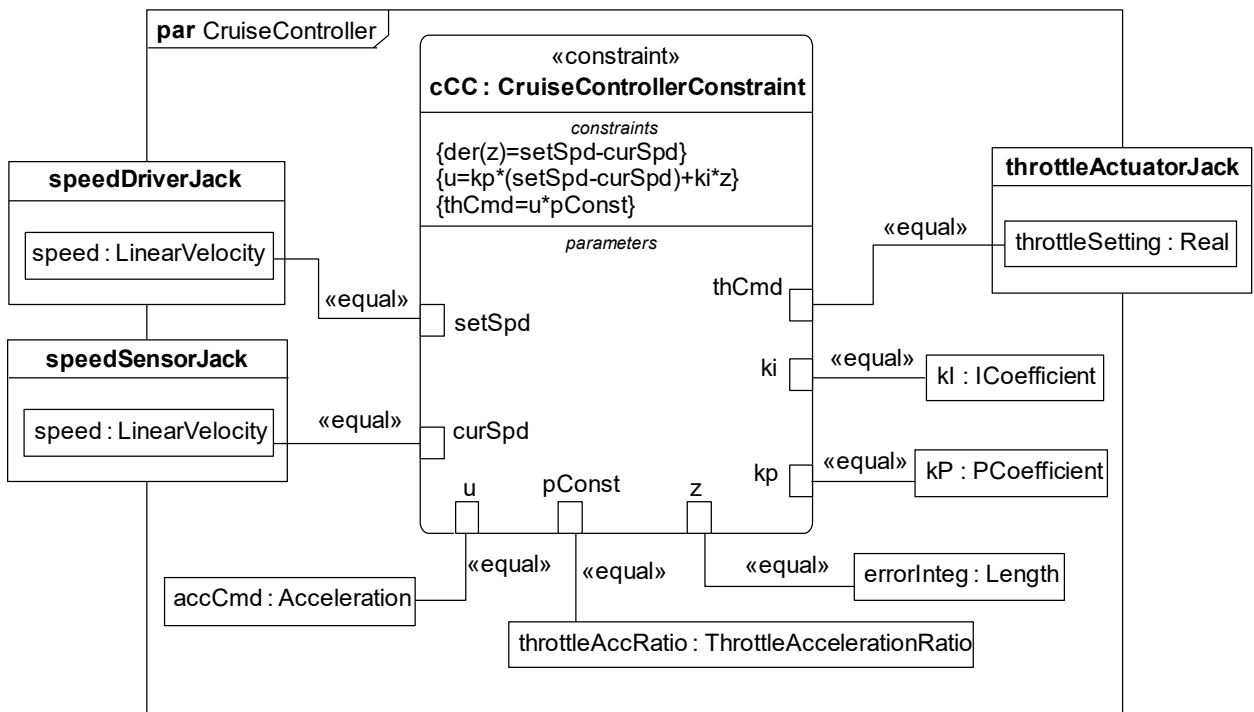 par CruiseController
«constraint»
cCC : CruiseControllerConstraint
constraints
{der(z)=setSpd-curSpd}
{u=kp*(setSpd-curSpd)+ki*z}
{thCmd=u*pConst}
parameters
speedDriverJack
speed : LinearVelocity
«equal»
setSpd
speedSensorJack
speed : LinearVelocity
«equal»
curSpd
throttleActuatorJack
throttleSetting : Real
«equal»
thCmd
ki
«equal»
kI : ICoefficient
kp
«equal»
kP : PCoefficient
u
pConst
z
«equal»
«equal»
«equal»
accCmd : Acceleration
errorInteg : Length
throttleAccRatio : ThrottleAccelerationRatio